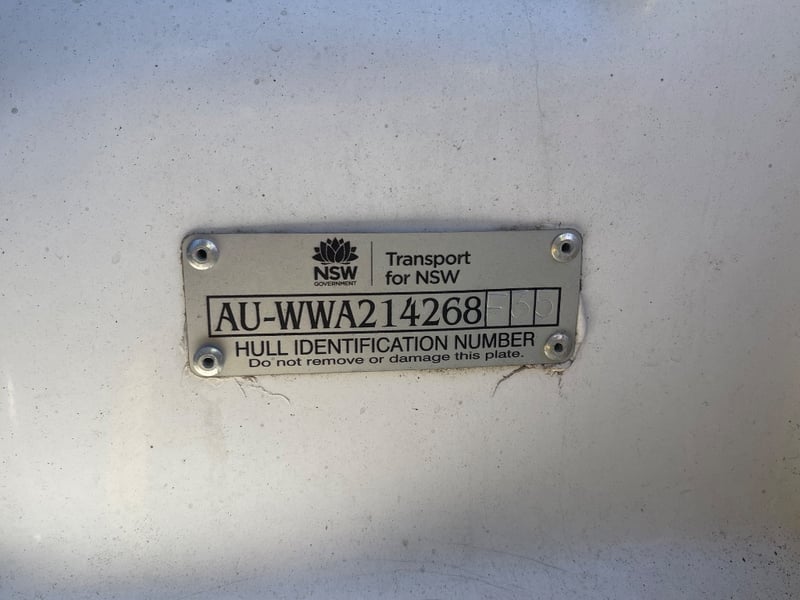 NSW
GOVERNMENT
Transport
for NSW
AU-WWA214268
HULL IDENTIFICATION NUMBER
Do not remove or damage this plate.